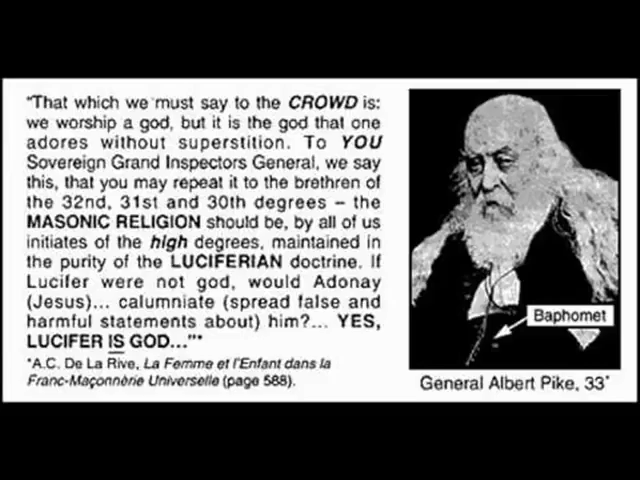 "That which we must say to the CROWD is:
we worship a god, but it is the god that one
adores without superstition. To YOU
Sovereign Grand Inspectors General, we say
this, that you may repeat it to the brethren of
the 32nd, 31st and 30th degrees – the
MASONIC RELIGION should be, by all of us
initiates of the high degrees, maintained in
the purity of the LUCIFERIAN doctrine. If
Lucifer were not god, would Adonay
(Jesus)... calumniate (spread false and
harmful statements about) him?... YES,
LUCIFER IS GOD..."*
*A.C. De La Rive, La Femme et l'Enfant dans la
Franc-Maçonnèrie Universelle (page 588).
Baphomet
General Albert Pike, 33°